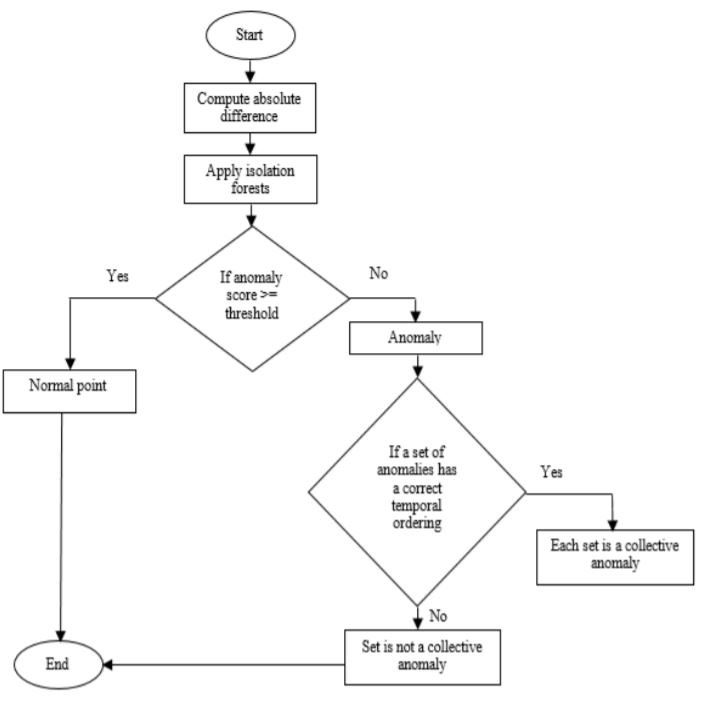 Start
Compute absolute
difference
Apply isolation
forests
Yes
If anomaly
score >=
threshold
No
Anomaly
Normal point
If a set of
anomalies has
a correct
temporal
ordering
Yes
Each set is a collective
anomaly
No
Set is not a collective
anomaly
End